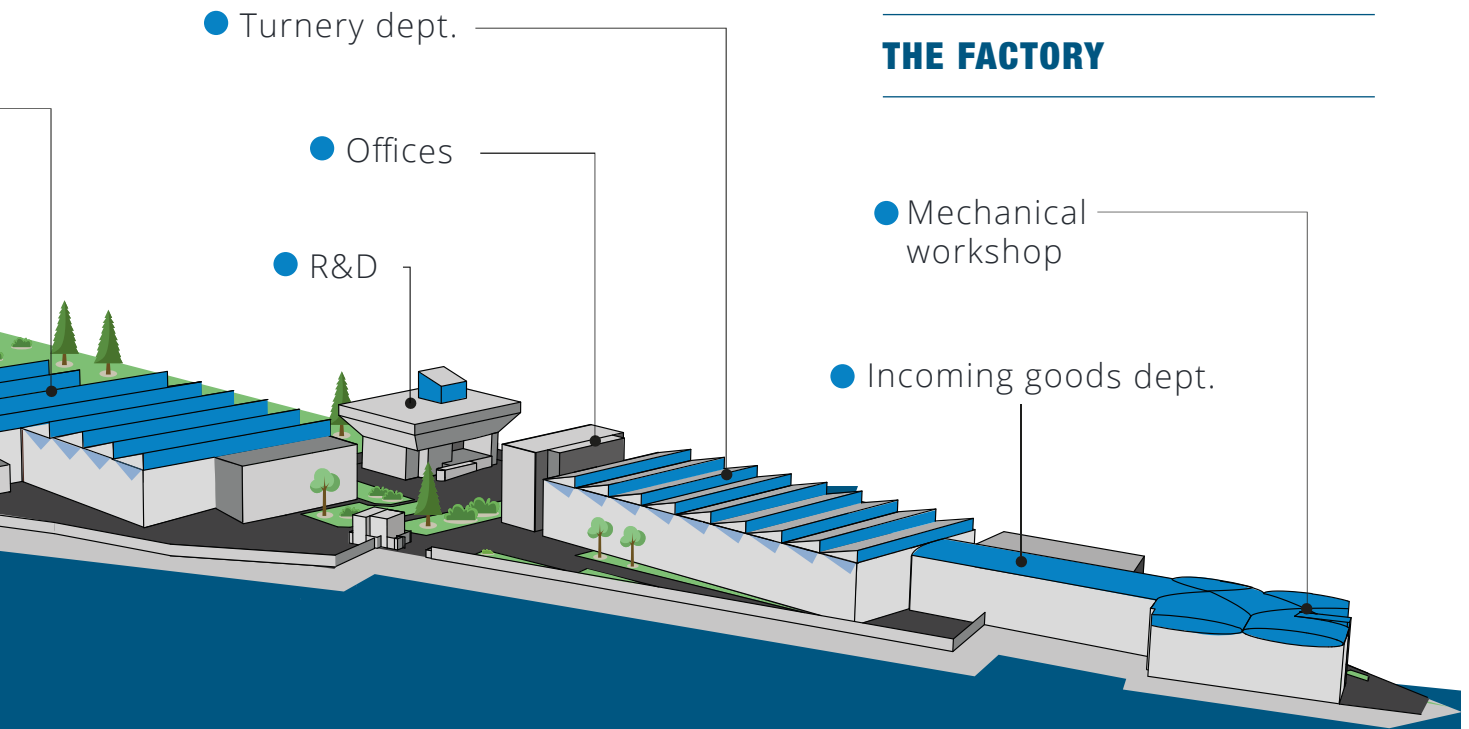 Turnery dept.
THE FACTORY
Offices
Mechanical
workshop
R&D
Incoming goods dept.